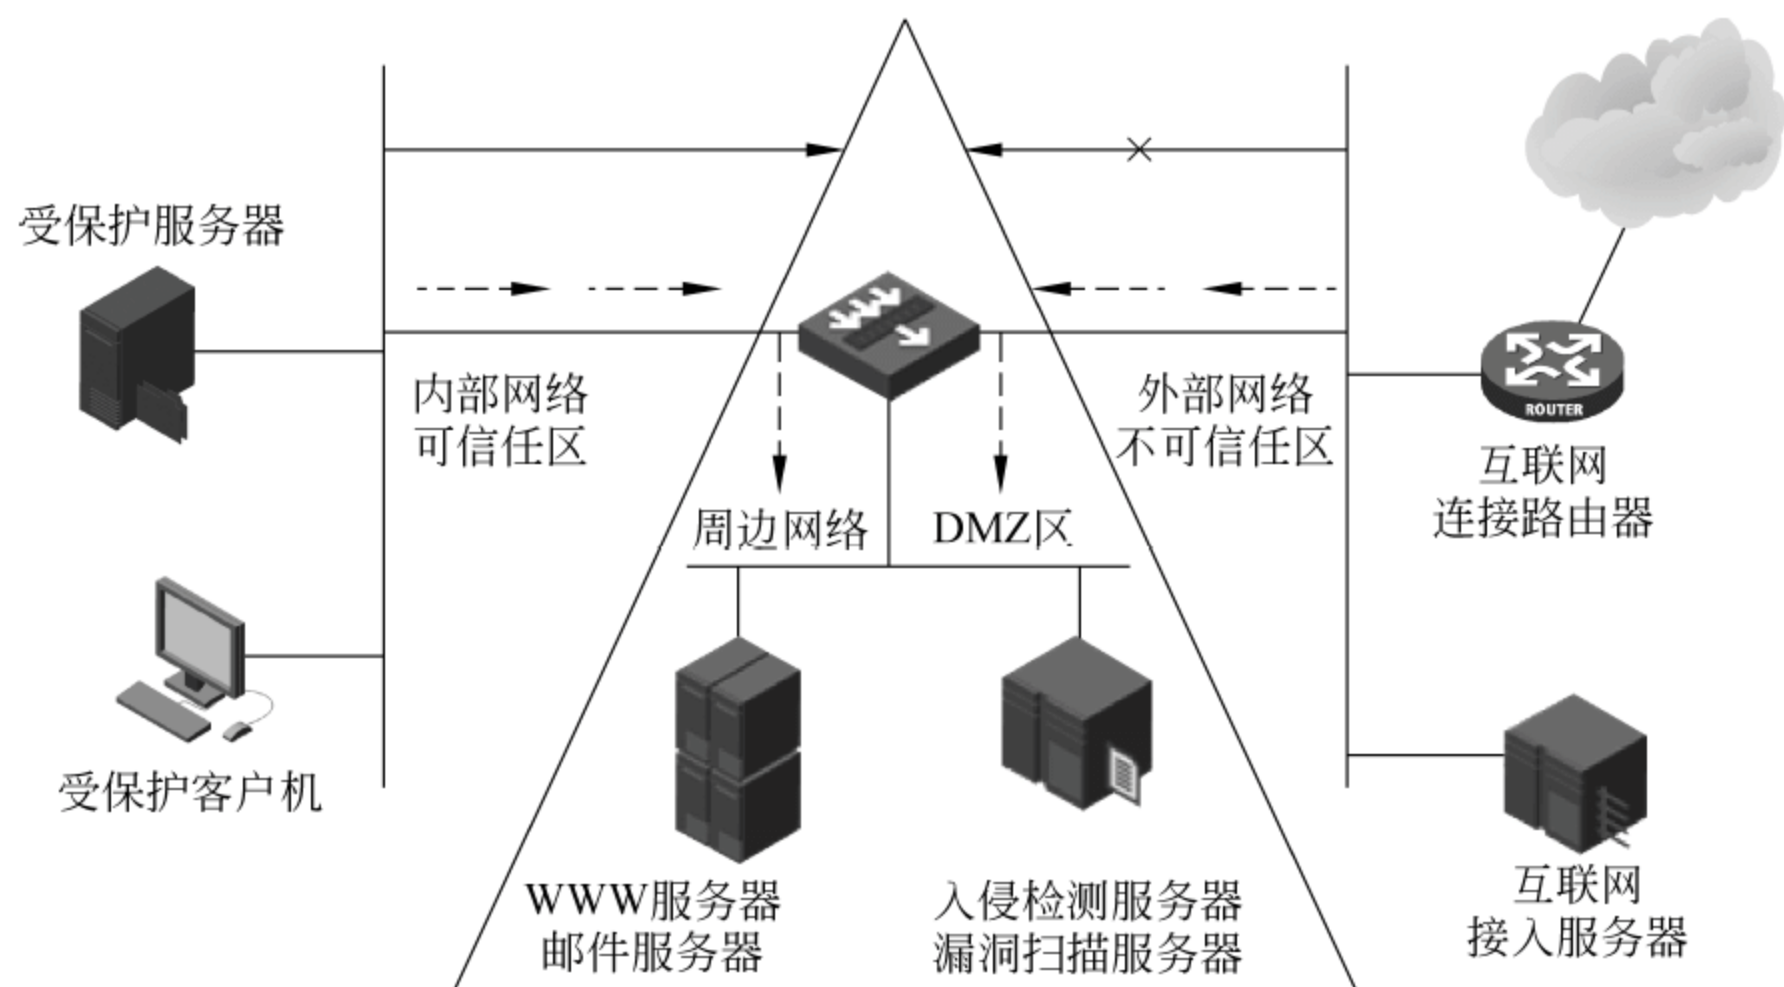 受保护服务器
内部网络
可信任区
外部网络
不可信任区
ROUTER
互联网
连接路由器
周边网络
DMZ区
受保护客户机
WWW服务器
邮件服务器
入侵检测服务器
漏洞扫描服务器
互联网
接入服务器